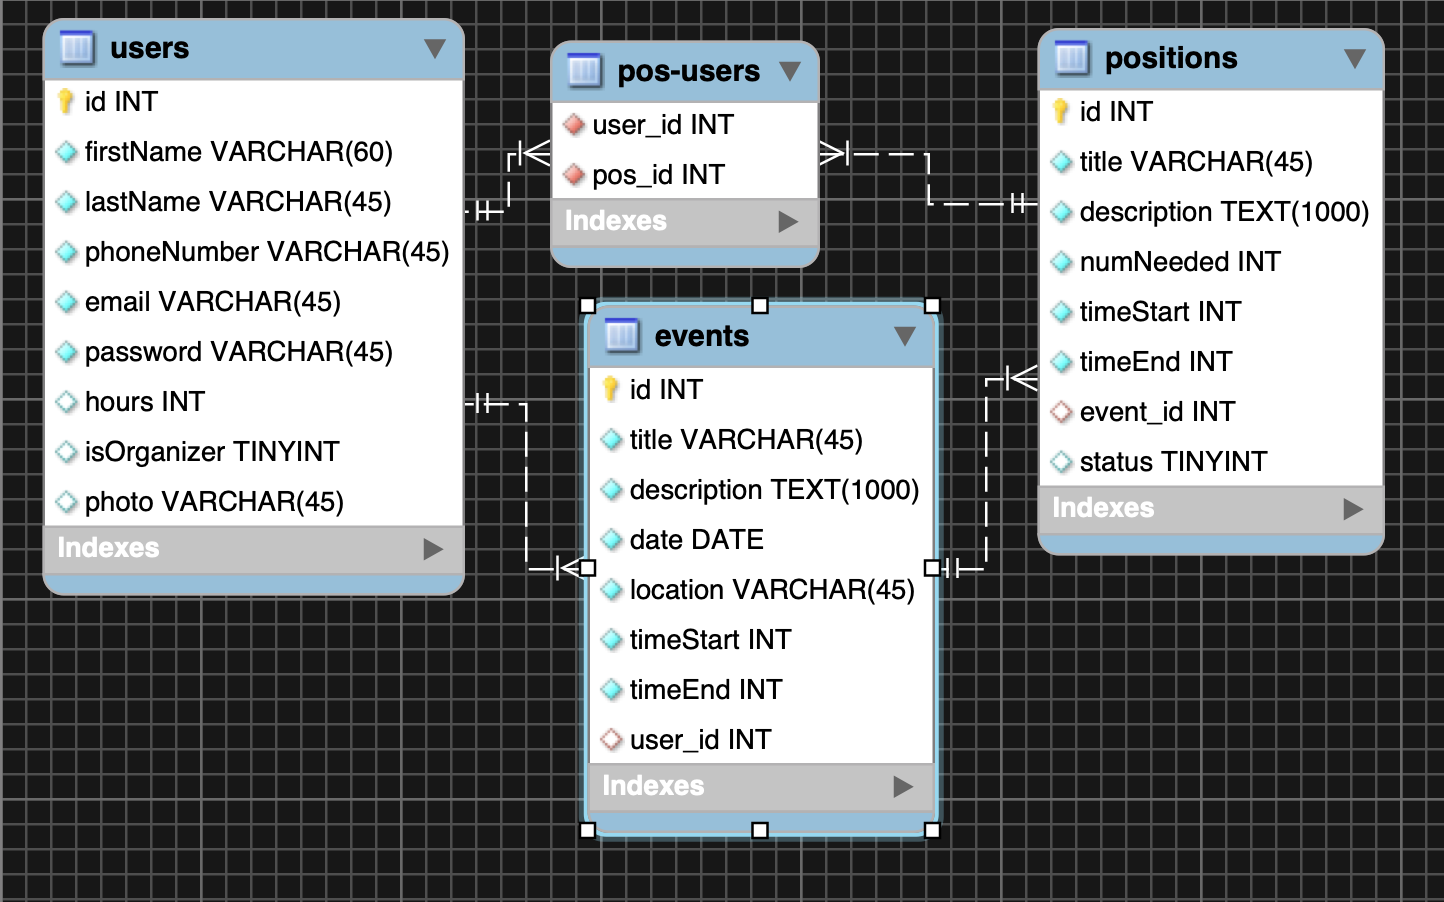 users
id INT
firstName VARCHAR(60)
lastName VARCHAR(45)
phoneNumber VARCHAR(45)
email VARCHAR(45)
password VARCHAR(45)
hours INT
isOrganizer TINYINT
photo VARCHAR(45)
Indexes
pos-users
user_id INT
pos_id INT
Indexes
events
id INT
title VARCHAR(45)
description TEXT(1000)
date DATE
location VARCHAR(45)
timeStart INT
timeEnd INT
user_id INT
Indexes
positions
id INT
title VARCHAR(45)
description TEXT(1000)
numNeeded INT
timeStart INT
timeEnd INT
event_id INT
status TINYINT
Indexes